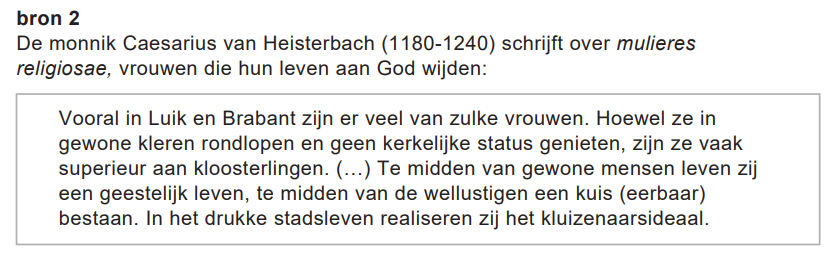 bron 2
De monnik Caesarius van Heisterbach (1180-1240) schrijft over mulieres
religiosae, vrouwen die hun leven aan God wijden:
Vooral in Luik en Brabant zijn er veel van zulke vrouwen. Hoewel ze in
gewone kleren rondlopen en geen kerkelijke status genieten, zijn ze vaak
superieur aan kloosterlingen. (…) Te midden van gewone mensen leven zij
een geestelijk leven, te midden van de wellustigen een kuis (eerbaar)
bestaan. In het drukke stadsleven realiseren zij het kluizenaarsideaal.